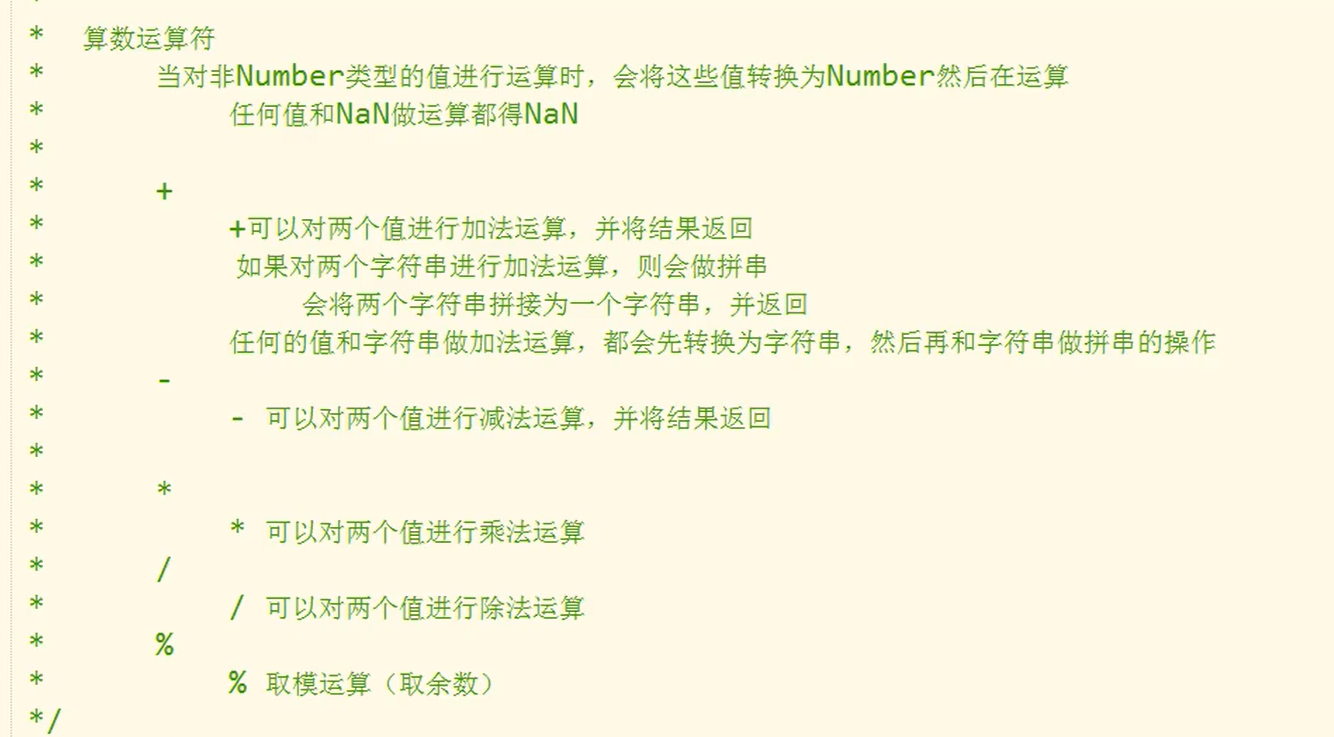 *   算数运算符
*       当对非Number类型的值进行运算时，会将这些值转换为Number然后在运算
*           任何值和NaN做运算都得NaN
*
*       +
*           +可以对两个值进行加法运算，并将结果返回
*           如果对两个字符串进行加法运算，则会做拼串
*               会将两个字符串拼接为一个字符串，并返回
*           任何的值和字符串做加法运算，都会先转换为字符串，然后再和字符串做拼串的操作
*       -
*           - 可以对两个值进行减法运算，并将结果返回
*
*       *
*           * 可以对两个值进行乘法运算
*       /
*           / 可以对两个值进行除法运算
*       %
*           % 取模运算（取余数）
*/